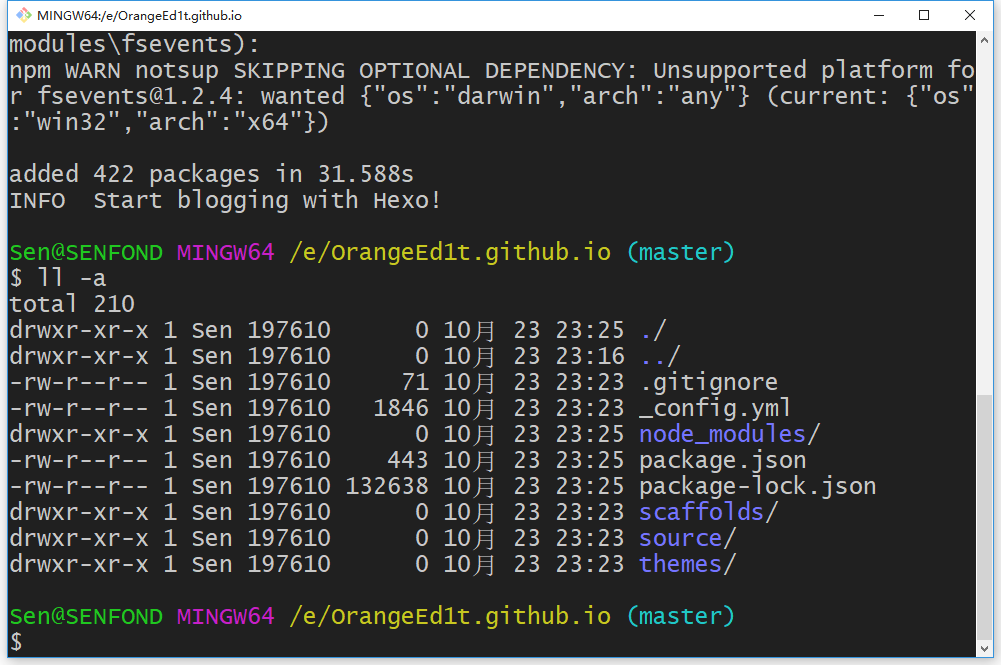 MINGW64:/e/OrangeEd1t.github.io
modules\fsevents):
npm WARN notsup SKIPPING OPTIONAL DEPENDENCY: Unsupported platform fo
r fsevents@1.2.4: wanted {"os":"darwin","arch":"any"} (current: {"os"
:"win32","arch":"x64"})
added 422 packages in 31.588s
INFO  Start blogging with Hexo!
Sen@SENFOND MINGW64 /e/OrangeEd1t.github.io (master)
$ ll -a
total 210
drwxr-xr-x 1 Sen 197610      0 10月 23 23:25 ./
drwxr-xr-x 1 Sen 197610      0 10月 23 23:16 ../
-rw-r--r-- 1 Sen 197610     71 10月 23 23:23 .gitignore
-rw-r--r-- 1 Sen 197610   1846 10月 23 23:23 _config.yml
drwxr-xr-x 1 Sen 197610      0 10月 23 23:25 node_modules/
-rw-r--r-- 1 Sen 197610    443 10月 23 23:25 package.json
-rw-r--r-- 1 Sen 197610 132638 10月 23 23:25 package-lock.json
drwxr-xr-x 1 Sen 197610      0 10月 23 23:23 scaffolds/
drwxr-xr-x 1 Sen 197610      0 10月 23 23:23 source/
drwxr-xr-x 1 Sen 197610      0 10月 23 23:23 themes/
Sen@SENFOND MINGW64 /e/OrangeEd1t.github.io (master)
$